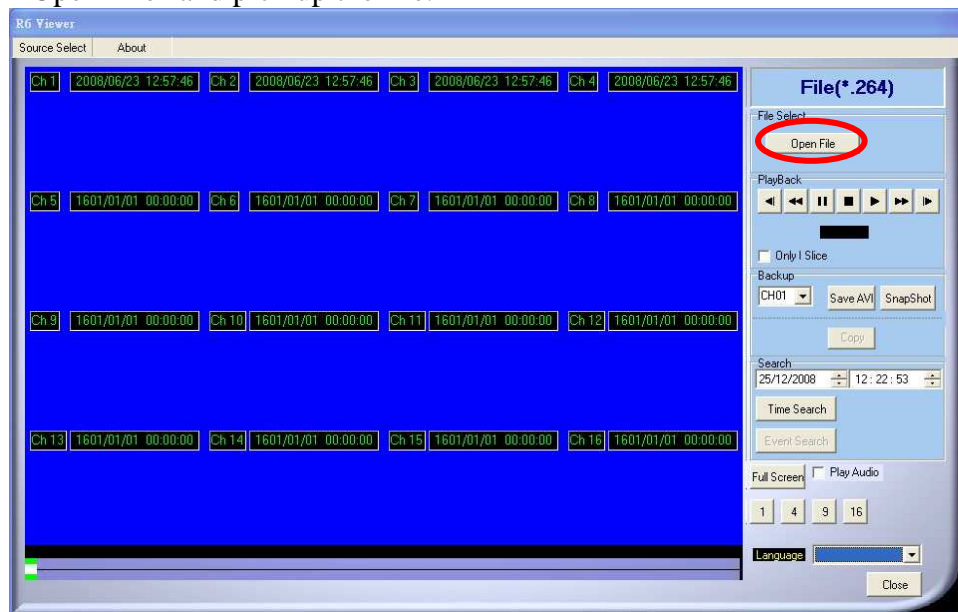 R6 Viewer
Source Select About
Ch 1 2008/06/23 12:57:46 Ch 2 2008/06/23 12:57:46 Ch 3 2008/06/23 12:57:46 Ch 4 2008/06/23 12:57:46
File(*.264)
File Select
Open File
PlayBack
Ch 5 1601/01/01 00:00:00 Ch 6 1601/01/01 00:00:00 Ch 7 1601/01/01 00:00:00 Ch 8 1601/01/01 00:00:00
Only I Slice
Backup
CH01 Save AVI SnapShot
Ch 9 1601/01/01 00:00:00 Ch 10 1601/01/01 00:00:00 Ch 11 1601/01/01 00:00:00 Ch 12 1601/01/01 00:00:00
Copy
Search
25/12/2008 12:22:53
Time Search
Event Search
Ch 13 1601/01/01 00:00:00 Ch 14 1601/01/01 00:00:00 Ch 15 1601/01/01 00:00:00 Ch 16 1601/01/01 00:00:00
Full Screen Play Audio
1 4 9 16
Language
Close